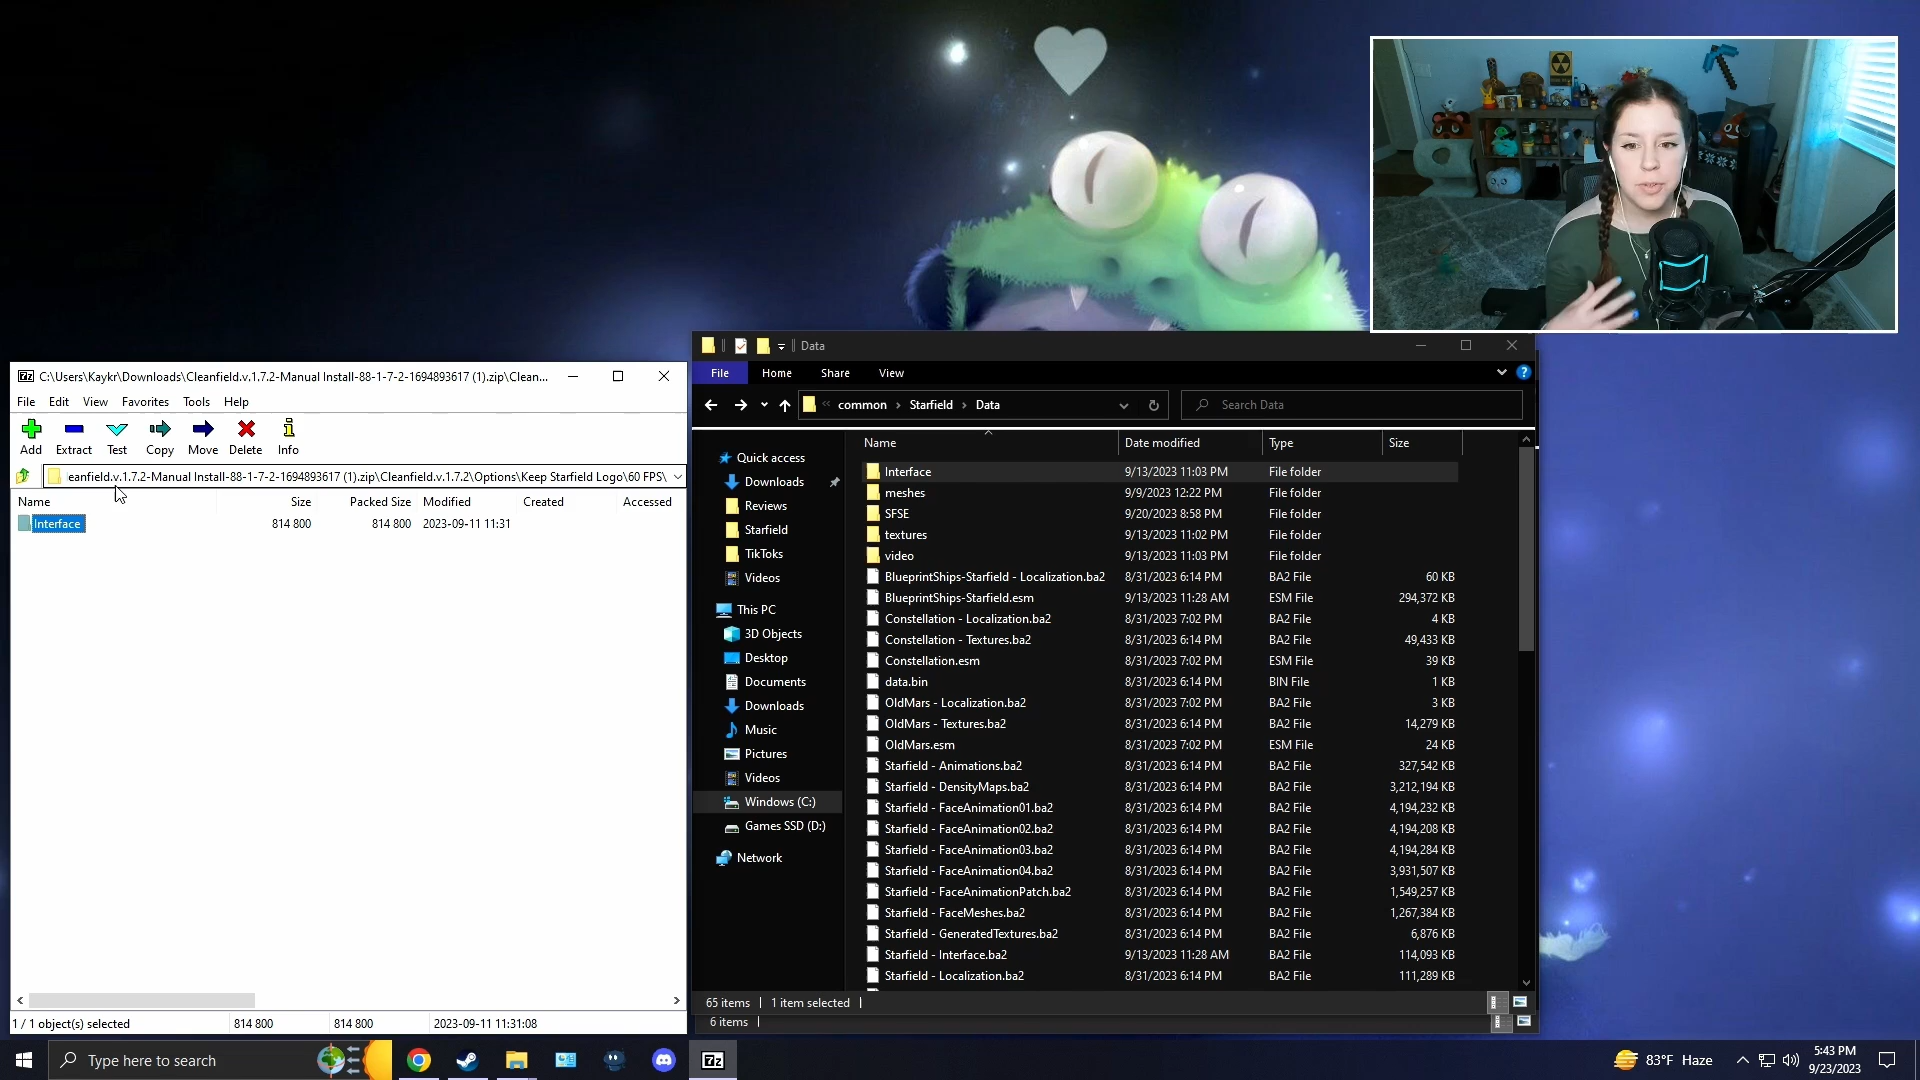 C:\Users\Kaykr\Downloads\Cleanfield.v.1.7.2-Manual Install-88-1-7-2-1694893617 (1).zip\Clean...
File Edit View Favorites Tools Help
Add Extract Test Copy Move Delete Info
eanfield.v.1.7.2-Manual Install-88-1-7-2-1694893617 (1).zip\Cleanfield.v.1.7.2\Options\Keep Starfield Logo\60 FPS\
Name Size Packed Size Modified Created Accessed
Interface 814 800 814 800 2023-09-11 11:31
1 / 1 object(s) selected 814 800 814 800 2023-09-11 11:31:08
Data
File Home Share View
common Starfield Data
Search Data
Quick access
Downloads
Reviews
Starfield
TikToks
Videos
This PC
3D Objects
Desktop
Documents
Downloads
Music
Pictures
Videos
Windows (C:)
Games SSD (D:)
Network
Name Date modified Type Size
Interface 9/13/2023 11:03 PM File folder
meshes 9/9/2023 12:22 PM File folder
SFSE 9/20/2023 8:58 PM File folder
textures 9/13/2023 11:02 PM File folder
video 9/13/2023 11:03 PM File folder
BlueprintShips-Starfield - Localization.ba2 8/31/2023 6:14 PM BA2 File 60 KB
BlueprintShips-Starfield.esm 9/13/2023 11:28 AM ESM File 294,372 KB
Constellation - Localization.ba2 8/31/2023 7:02 PM BA2 File 4 KB
Constellation - Textures.ba2 8/31/2023 6:14 PM BA2 File 49,433 KB
Constellation.esm 8/31/2023 7:02 PM ESM File 39 KB
data.bin 8/31/2023 6:14 PM BIN File 1 KB
OldMars - Localization.ba2 8/31/2023 7:02 PM BA2 File 3 KB
OldMars - Textures.ba2 8/31/2023 6:14 PM BA2 File 14,279 KB
OldMars.esm 8/31/2023 7:02 PM ESM File 24 KB
Starfield - Animations.ba2 8/31/2023 6:14 PM BA2 File 327,542 KB
Starfield - DensityMaps.ba2 8/31/2023 6:14 PM BA2 File 3,212,194 KB
Starfield - FaceAnimation01.ba2 8/31/2023 6:14 PM BA2 File 4,194,232 KB
Starfield - FaceAnimation02.ba2 8/31/2023 6:14 PM BA2 File 4,194,208 KB
Starfield - FaceAnimation03.ba2 8/31/2023 6:14 PM BA2 File 4,194,284 KB
Starfield - FaceAnimation04.ba2 8/31/2023 6:14 PM BA2 File 3,931,507 KB
Starfield - FaceAnimationPatch.ba2 8/31/2023 6:14 PM BA2 File 1,549,257 KB
Starfield - FaceMeshes.ba2 8/31/2023 6:14 PM BA2 File 1,267,384 KB
Starfield - GeneratedTextures.ba2 8/31/2023 6:14 PM BA2 File 6,876 KB
Starfield - Interface.ba2 9/13/2023 11:28 AM BA2 File 114,093 KB
Starfield - Localization.ba2 8/31/2023 6:14 PM BA2 File 111,289 KB
65 items 1 item selected
6 items
Type here to search
7z
83°F Haze
5:43 PM
9/23/2023